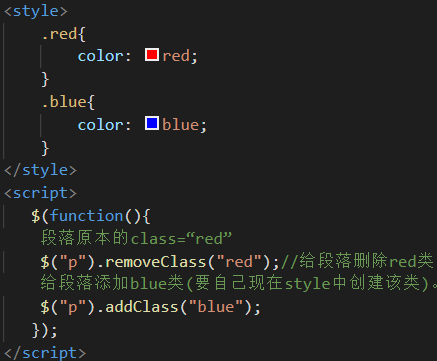 <style>
.red{
color: red;
}
.blue{
color: blue;
}
</style>
<script>
$(function(){
段落原本的class=“red”
$("p").removeClass("red");//给段落删除red类
给段落添加blue类(要自己现在style中创建该类)。
$("p").addClass("blue");
});
</script>